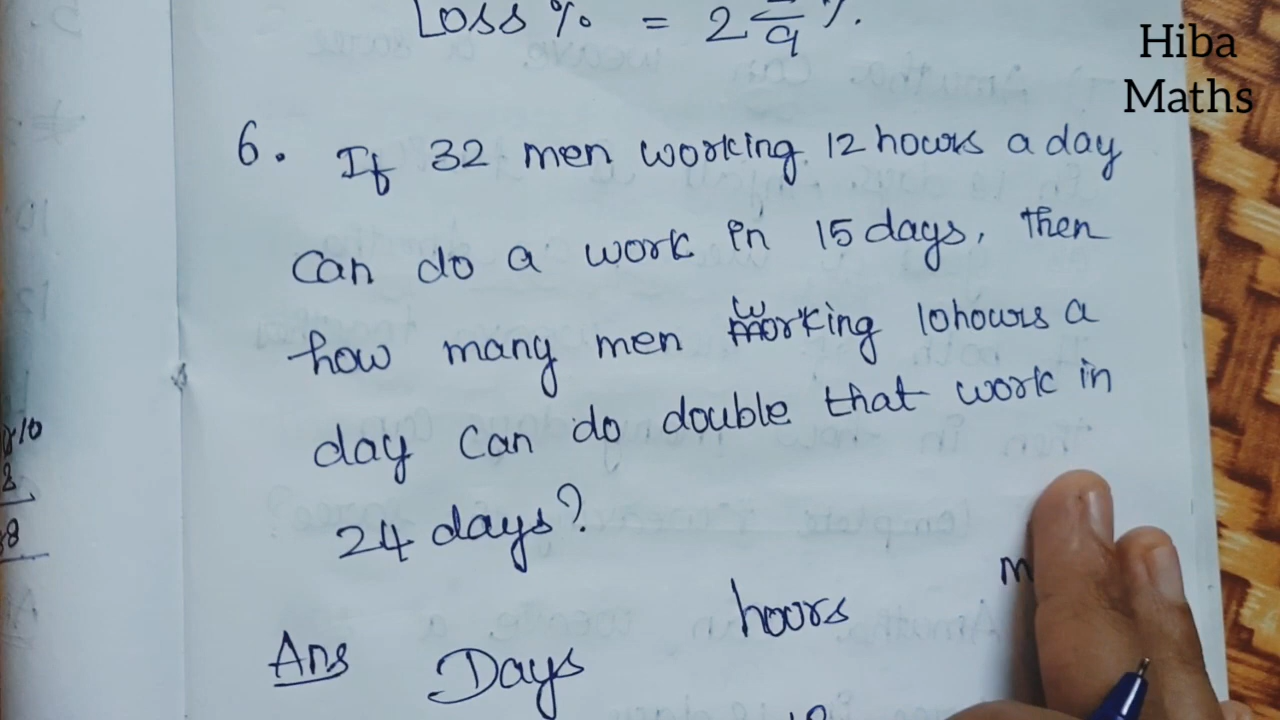 Loss % = 2 9 %.
Hiba
Maths
6. If 32 men working 12 hours a day
can do a work in 15 days, then
how many men working 10 hours a
day can do double that work in
24 days?
hours
Ans Days